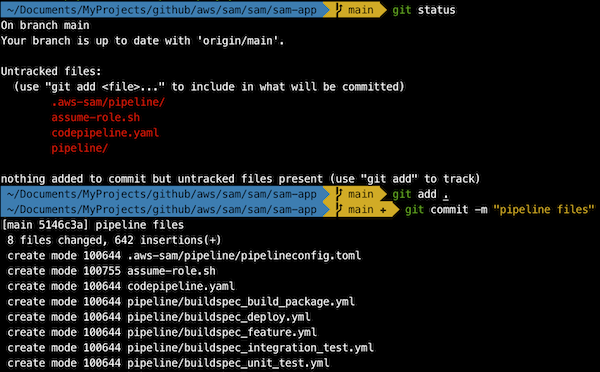 ~/Documents/MyProjects/github/aws/sam/sam/sam-app main git status
On branch main
Your branch is up to date with 'origin/main'.
Untracked files:
(use "git add <file>..." to include in what will be committed)
.aws-sam/pipeline/
assume-role.sh
codepipeline.yaml
pipeline/
nothing added to commit but untracked files present (use "git add" to track)
~/Documents/MyProjects/github/aws/sam/sam/sam-app main git add .
~/Documents/MyProjects/github/aws/sam/sam/sam-app main + git commit -m "pipeline files"
[main 5146c3a] pipeline files
8 files changed, 642 insertions(+)
create mode 100644 .aws-sam/pipeline/pipelineconfig.toml
create mode 100755 assume-role.sh
create mode 100644 codepipeline.yaml
create mode 100644 pipeline/buildspec_build_package.yml
create mode 100644 pipeline/buildspec_deploy.yml
create mode 100644 pipeline/buildspec_feature.yml
create mode 100644 pipeline/buildspec_integration_test.yml
create mode 100644 pipeline/buildspec_unit_test.yml